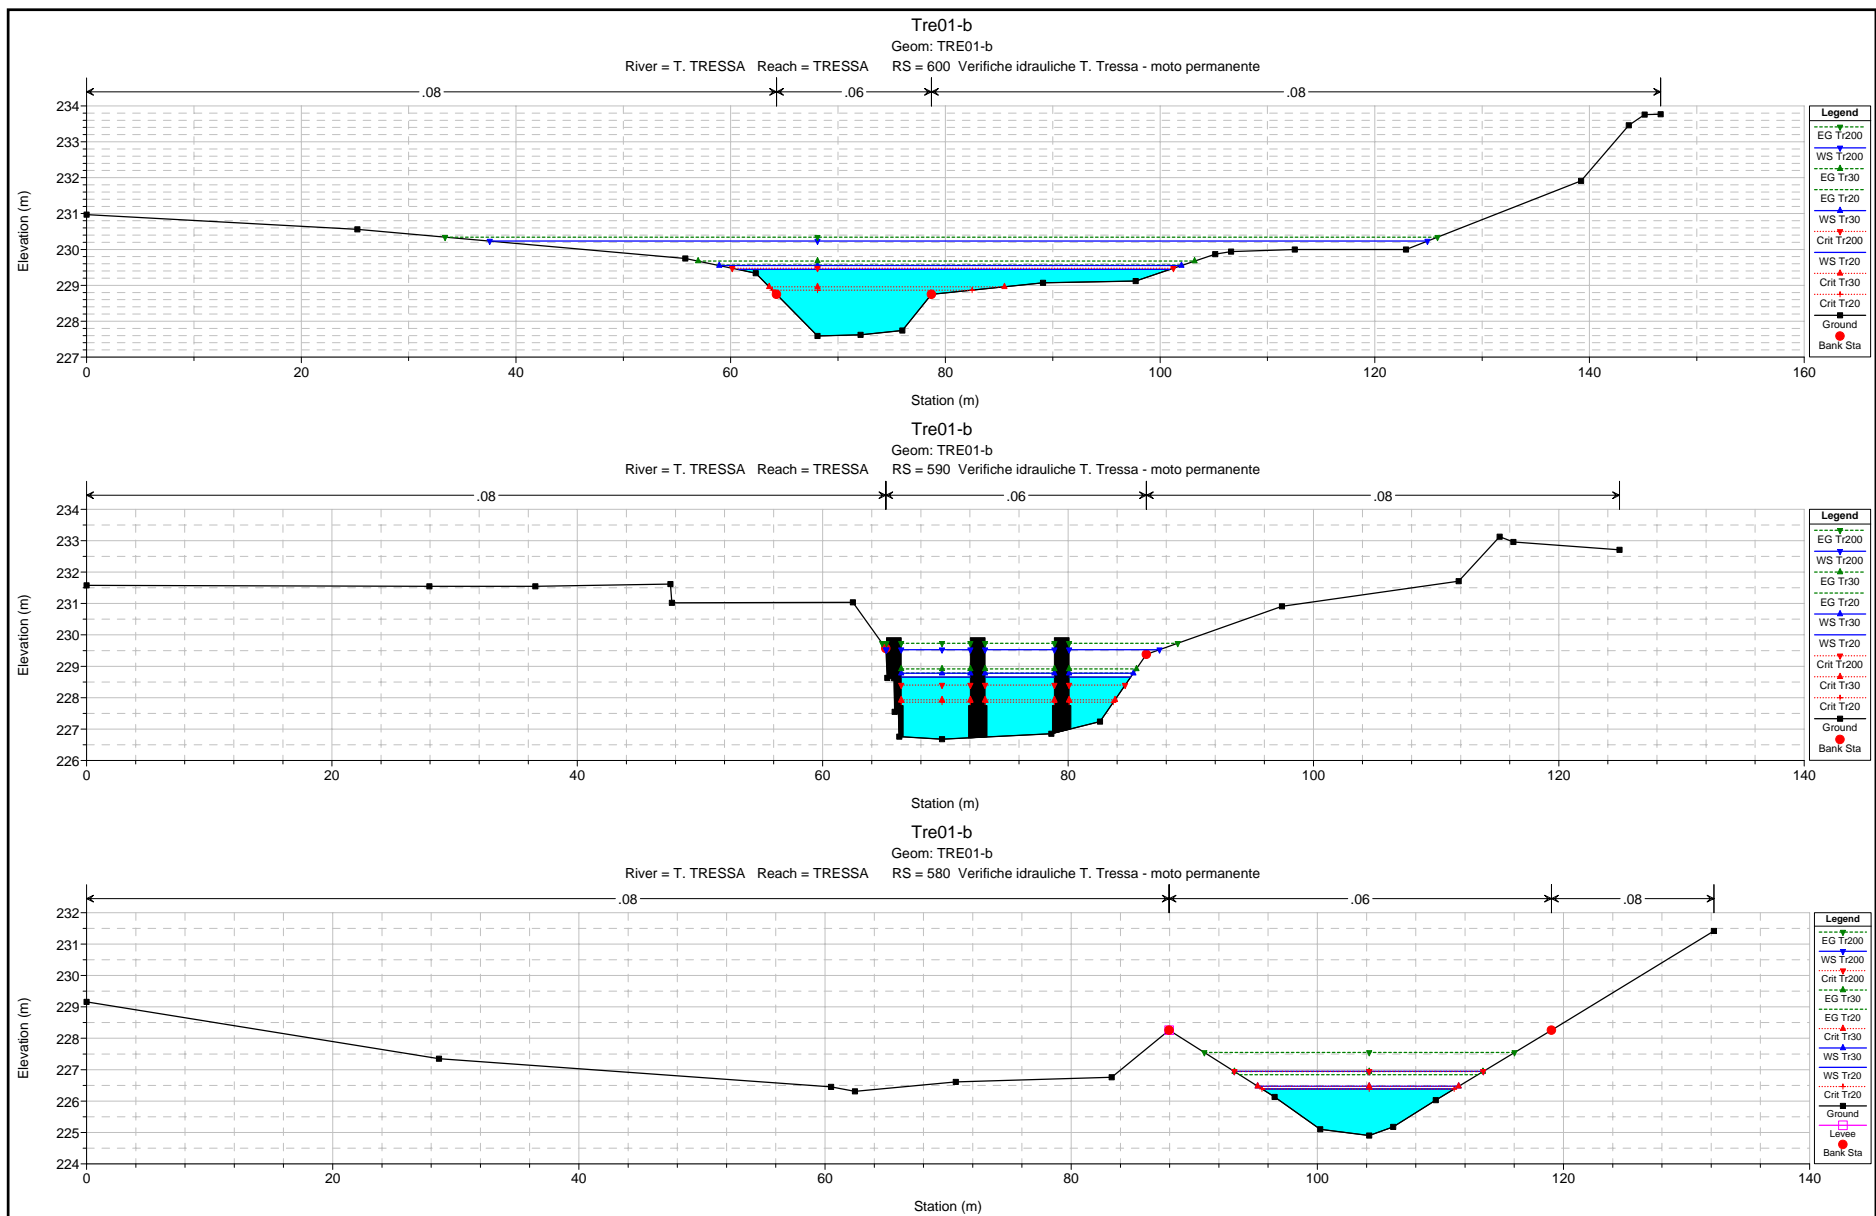 Tre01-b
Geom: TRE01-b
River = T. TRESSA   Reach = TRESSA      RS = 600  Verifiche idrauliche T. Tressa - moto permanente
.08 .06 .08
Elevation (m)
234
233
232
231
230
229
228
227
0 20 40 60 80 100 120 140 160
Station (m)
Legend
EG Tr200
WS Tr200
EG Tr30
EG Tr20
WS Tr30
Crit Tr200
WS Tr20
Crit Tr30
Crit Tr20
Ground
Bank Sta
Tre01-b
Geom: TRE01-b
River = T. TRESSA   Reach = TRESSA      RS = 590  Verifiche idrauliche T. Tressa - moto permanente
.08 .06 .08
Elevation (m)
234
233
232
231
230
229
228
227
226
0 20 40 60 80 100 120 140
Station (m)
Legend
EG Tr200
WS Tr200
EG Tr30
EG Tr20
WS Tr30
WS Tr20
Crit Tr200
Crit Tr30
Crit Tr20
Ground
Bank Sta
Tre01-b
Geom: TRE01-b
River = T. TRESSA   Reach = TRESSA      RS = 580  Verifiche idrauliche T. Tressa - moto permanente
.08 .06 .08
Elevation (m)
232
231
230
229
228
227
226
225
224
0 20 40 60 80 100 120 140
Station (m)
Legend
EG Tr200
WS Tr200
Crit Tr200
EG Tr30
EG Tr20
Crit Tr30
WS Tr30
WS Tr20
Crit Tr20
Ground
Levee
Bank Sta